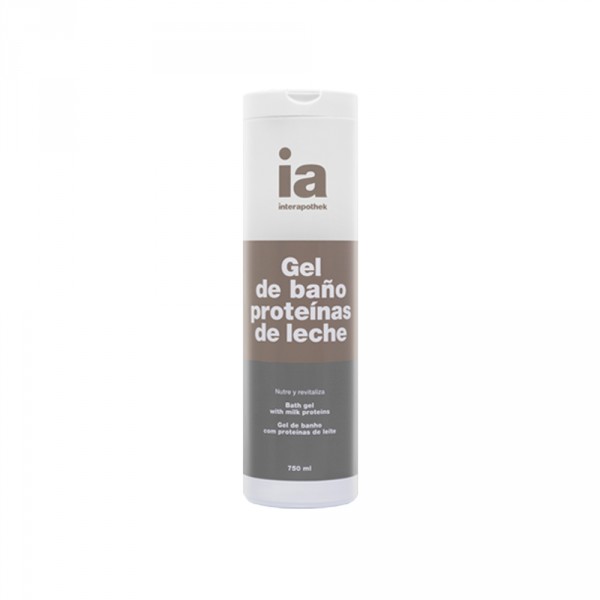 ia
interapothek
Gel
de baño
proteínas
de leche
Nutre y revitaliza
Bath gel
with milk proteins
Gel de banho
com proteínas de leite
750 ml